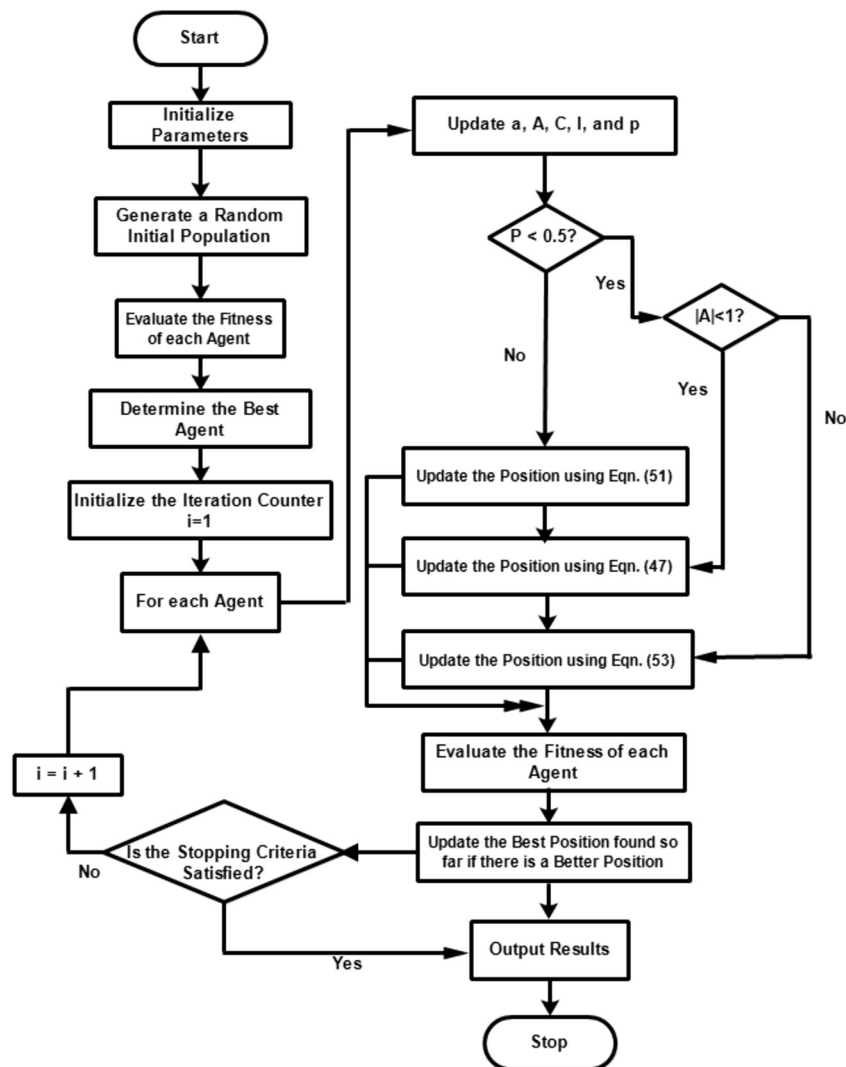 Start
Initialize
Parameters
Generate a Random
Initial Population
Evaluate the Fitness
of each Agent
Determine the Best
Agent
Initialize the Iteration Counter
i=1
For each Agent
i = i + 1
No
Is the Stopping Criteria
Satisfied?
Yes
Update a, A, C, l, and p
P < 0.5?
Yes
No
|A|<1?
Yes
No
Update the Position using Eqn. (51)
Update the Position using Eqn. (47)
Update the Position using Eqn. (53)
Evaluate the Fitness of each
Agent
Update the Best Position found so
far if there is a Better Position
Output Results
Stop